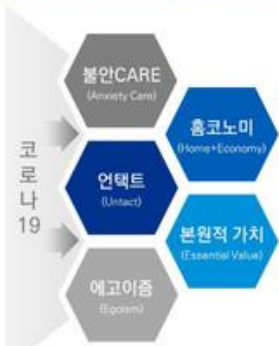 코
로
나
19
불안CARE
(Anxiety Care)
홈코노미
(Home+Economy)
언택트
(Untact)
본원적 가치
(Essential Value)
에고이즘
(Egoism)